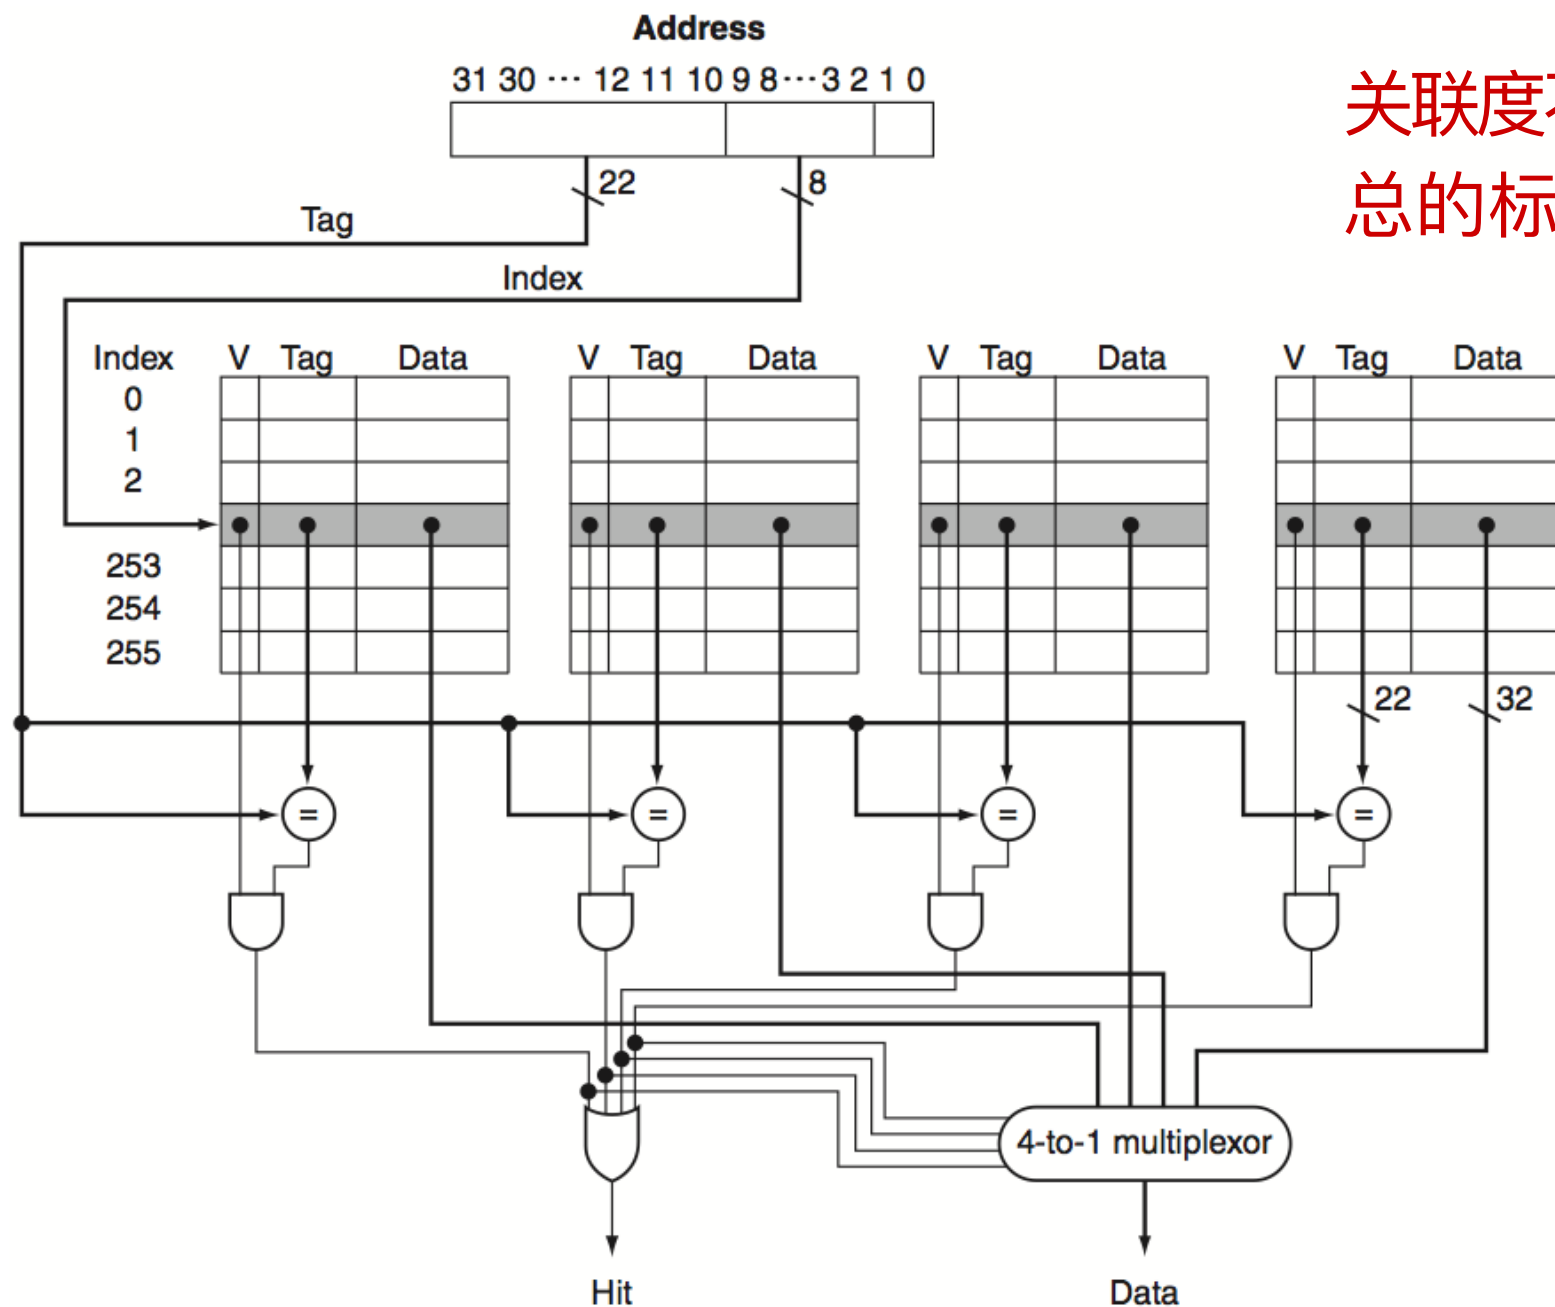 Address
31 30 ··· 12 11 10 9 8 ··· 3 2 1 0
关联度
总的标
22
8
Tag
Index
Index V Tag Data V Tag Data V Tag Data V Tag Data
0
1
2
253
254
255
22
32
= = = =
4-to-1 multiplexor
Hit
Data